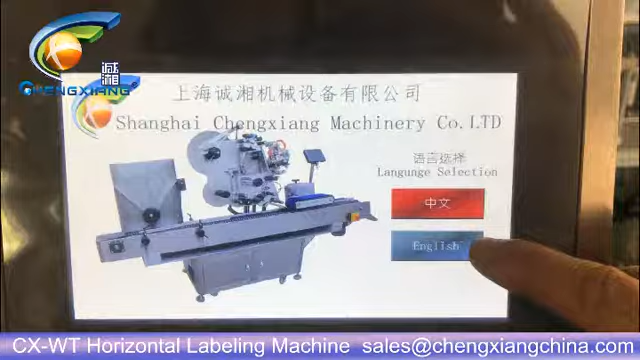 诚湘
CHENGXIANG
上海诚湘机械设备有限公司
Shanghai Chengxiang Machinery Co.LTD
语言选择
Langunge Selection
中文
English
CX-WT Horizontal Labeling Machine sales@chengxiangchina.com